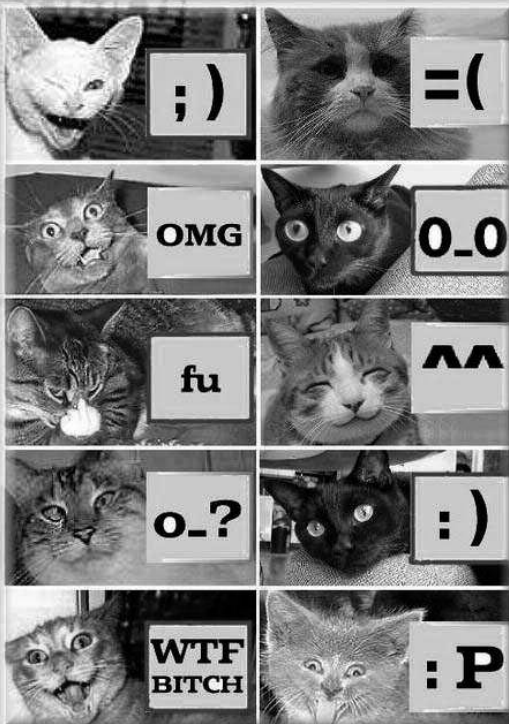 ;)
=(
OMG
0_0
fu
^^
o_?
:)
WTF
BITCH
:P